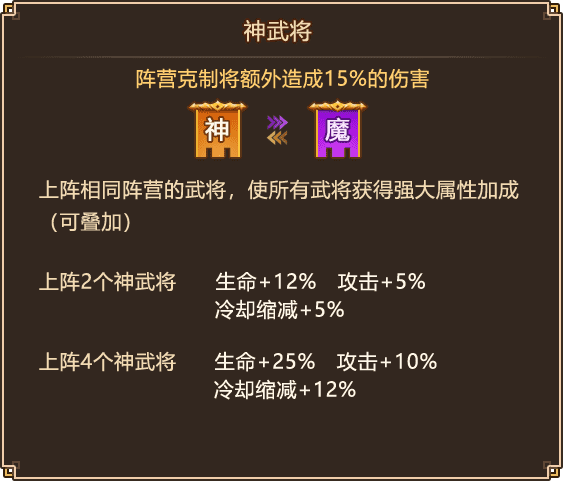 神武将
阵营克制将额外造成15%的伤害
神 魔
上阵相同阵营的武将，使所有武将获得强大属性加成
（可叠加）
上阵2个神武将 生命+12% 攻击+5%
冷却缩减+5%
上阵4个神武将 生命+25% 攻击+10%
冷却缩减+12%